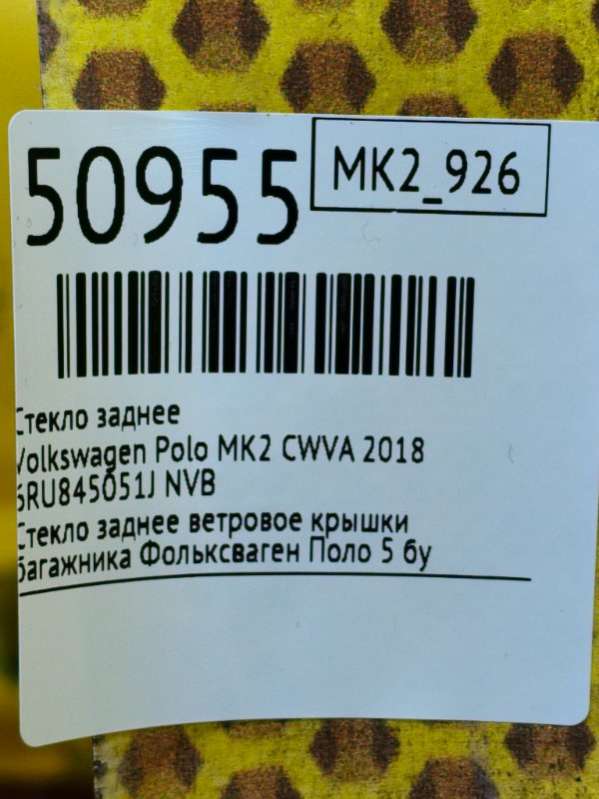 50955
MK2_926
Стекло заднее
Volkswagen Polo MK2 CWVA 2018
6RU845051J NVB
Стекло заднее ветровое крышки
багажника Фольксваген Поло 5 бу